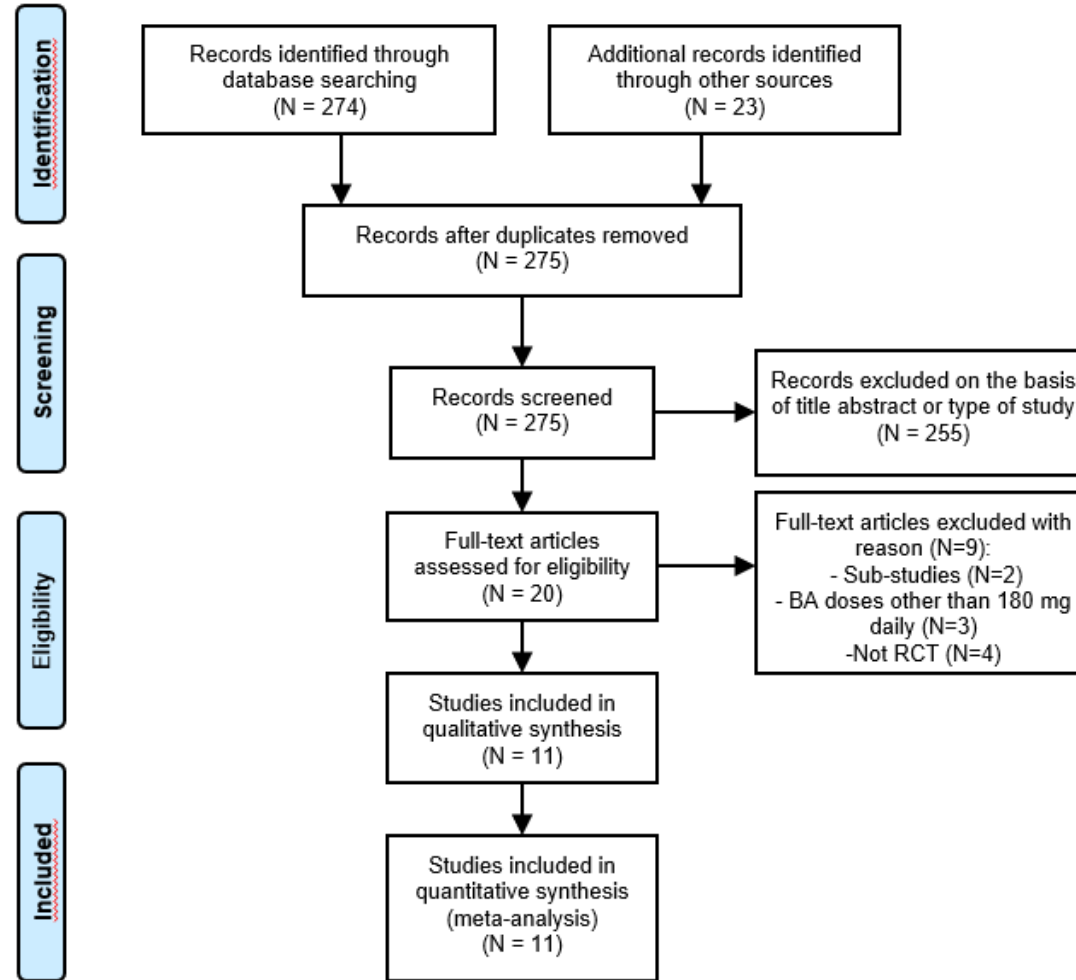 Identification
Records identified through
database searching
(N = 274)
Additional records identified
through other sources
(N = 23)
Records after duplicates removed
(N = 275)
Screening
Records screened
(N = 275)
Records excluded on the basis
of title abstract or type of study
(N = 255)
Eligibility
Full-text articles
assessed for eligibility
(N = 20)
Full-text articles excluded with
reason (N=9):
- Sub-studies (N=2)
- BA doses other than 180 mg
daily (N=3)
-Not RCT (N=4)
Studies included in
qualitative synthesis
(N = 11)
Included
Studies included in
quantitative synthesis
(meta-analysis)
(N = 11)